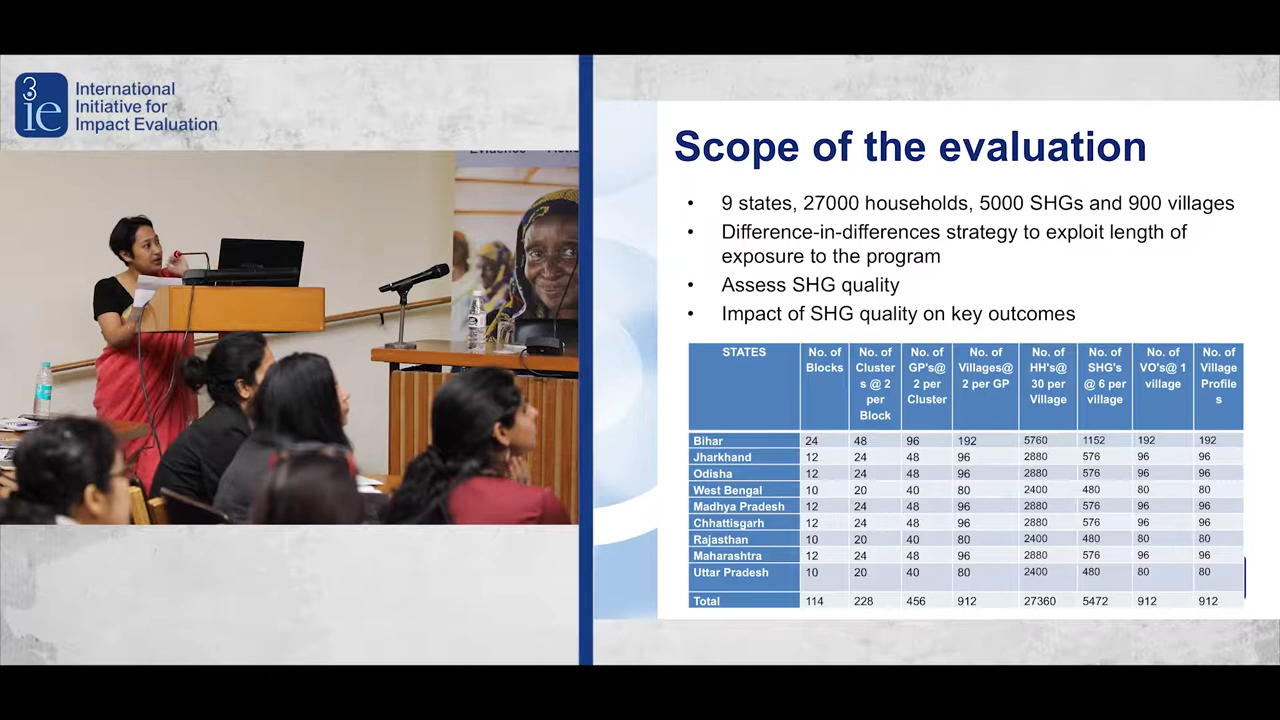 3ie
International
Initiative for
Impact Evaluation
Scope of the evaluation
• 9 states, 27000 households, 5000 SHGs and 900 villages
• Difference-in-differences strategy to exploit length of
exposure to the program
• Assess SHG quality
• Impact of SHG quality on key outcomes
STATES No. of Blocks No. of Cluster s @ 2 per Block No. of GP's@ 2 per Cluster No. of Villages@ 2 per GP No. of HH's@ 30 per Village No. of SHG's @ 6 per village No. of VO's@ 1 village No. of Village Profile s
Bihar 24 48 96 192 5760 1152 192 192
Jharkhand 12 24 48 96 2880 576 96 96
Odisha 12 24 48 96 2880 576 96 96
West Bengal 10 20 40 80 2400 480 80 80
Madhya Pradesh 12 24 48 96 2880 576 96 96
Chhattisgarh 12 24 48 96 2880 576 96 96
Rajasthan 10 20 40 80 2400 480 80 80
Maharashtra 12 24 48 96 2880 576 96 96
Uttar Pradesh 10 20 40 80 2400 480 80 80
Total 114 228 456 912 27360 5472 912 912